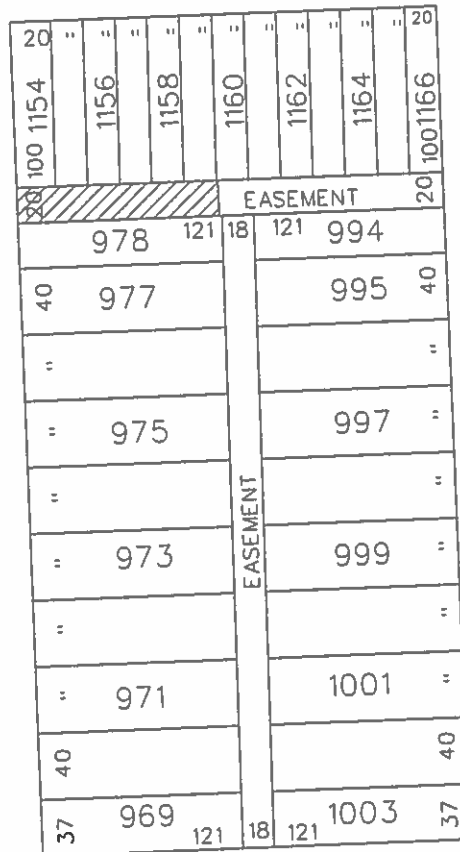 20 " " " " " " " " " " 20
1154 1156 1158 1160 1162 1164 1166
100 100
20 EASEMENT 20
978 121 18 121 994
40 977 995 40
" "
" 975 997 "
" "
EASEMENT
" 973 999 "
" "
" 971 1001 "
40 40
37 969 121 18 121 1003 37